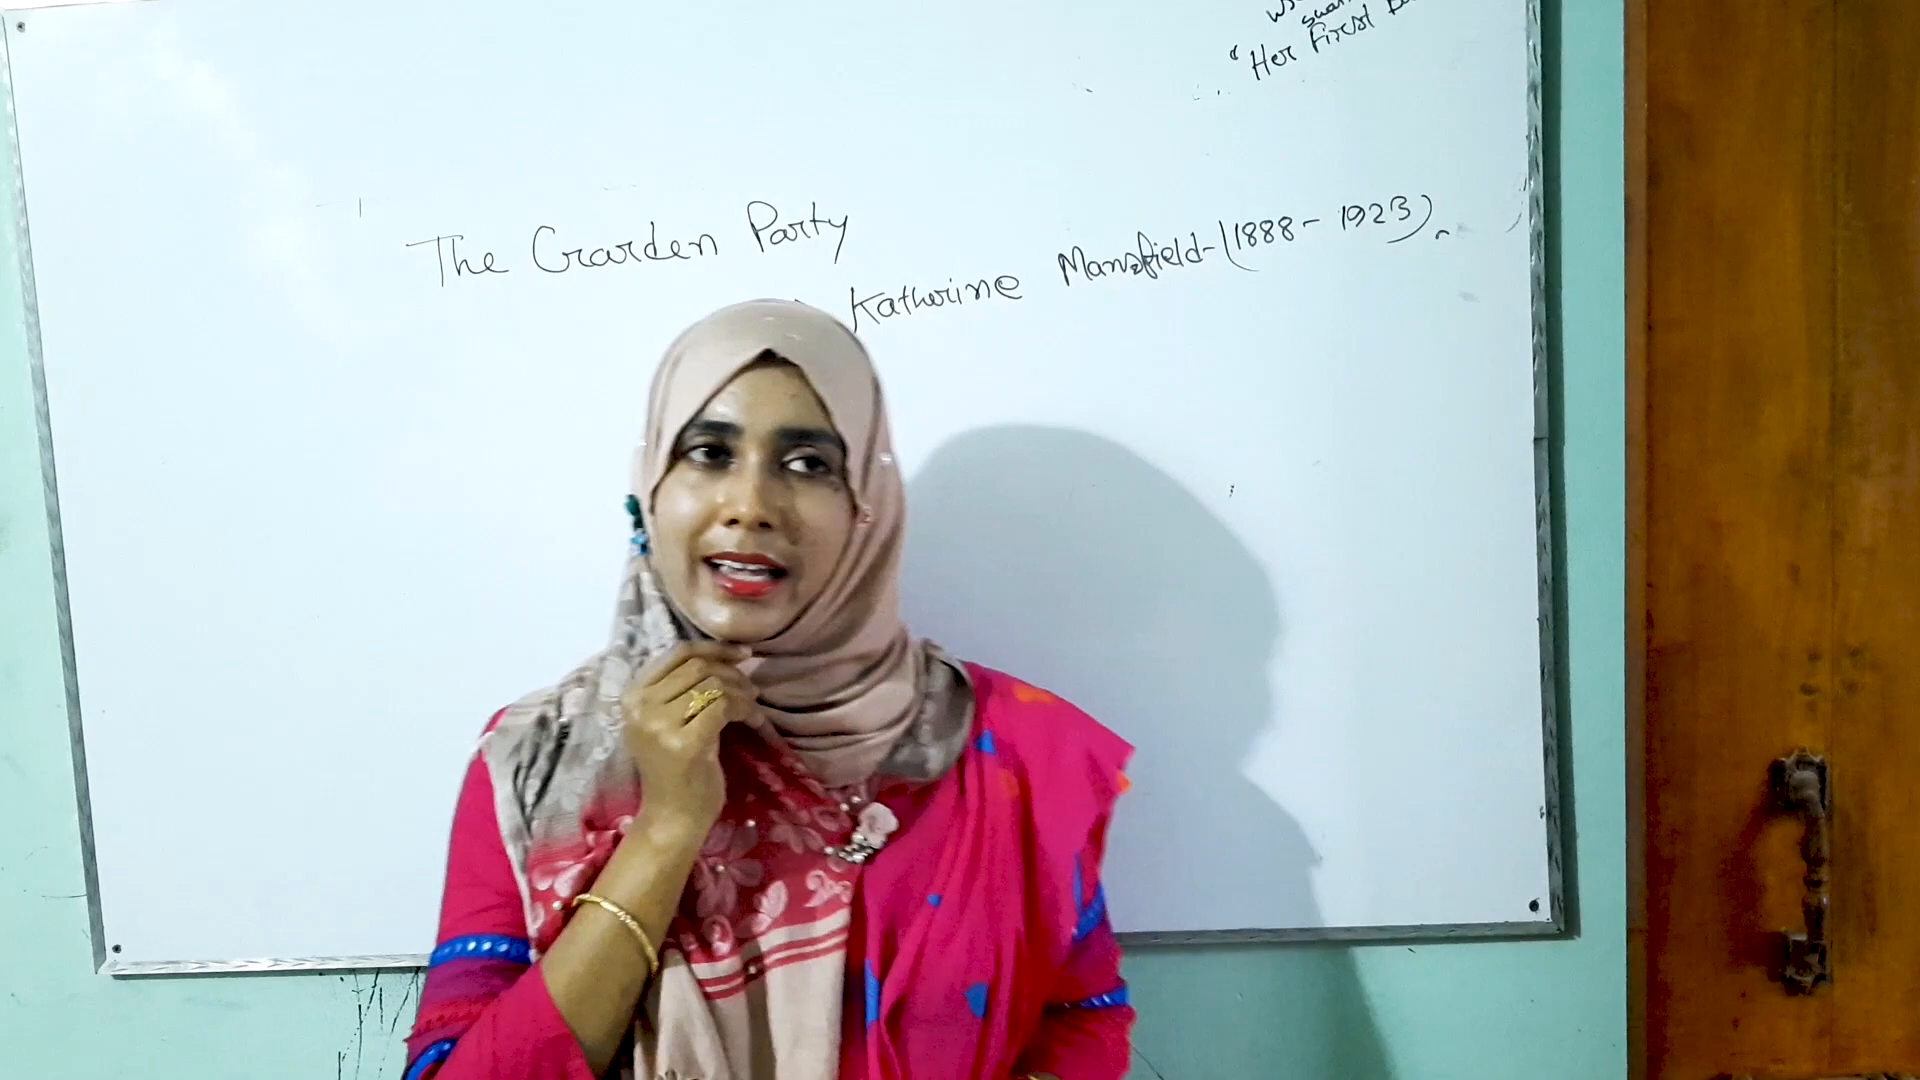 "Her First
The Garden Party
Katherine Mansfield-(1888-1923).